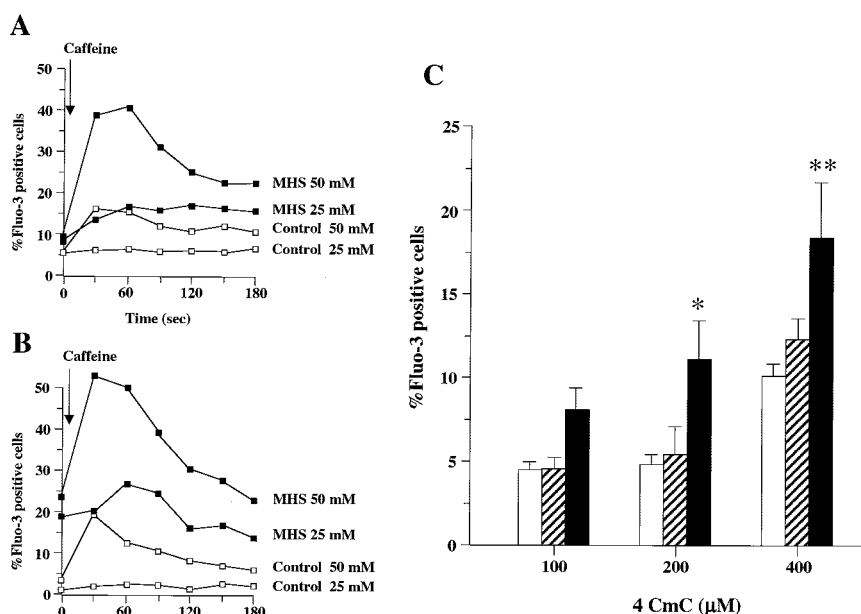 A
Caffeine
50
40
30
20
10
0
%Fluo-3 positive cells
MHS 50 mM
MHS 25 mM
Control 50 mM
Control 25 mM
0
60
120
180
Time (sec)
B
Caffeine
50
40
30
20
10
0
%Fluo-3 positive cells
MHS 50 mM
MHS 25 mM
Control 50 mM
Control 25 mM
0
60
120
180
C
25
20
15
10
5
0
%Fluo-3 positive cells
*
**
100
200
400
4 CmC (μM)